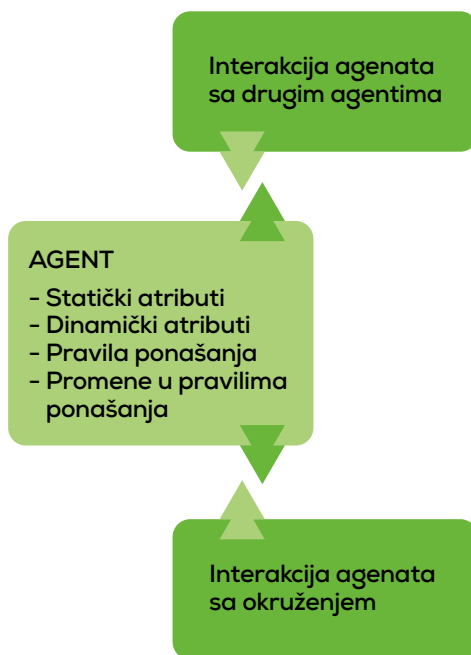 Interakcija agenata
sa drugim agentima
AGENT
- Statički atributi
- Dinamički atributi
- Pravila ponašanja
- Promene u pravilima
ponašanja
Interakcija agenata
sa okruženjem